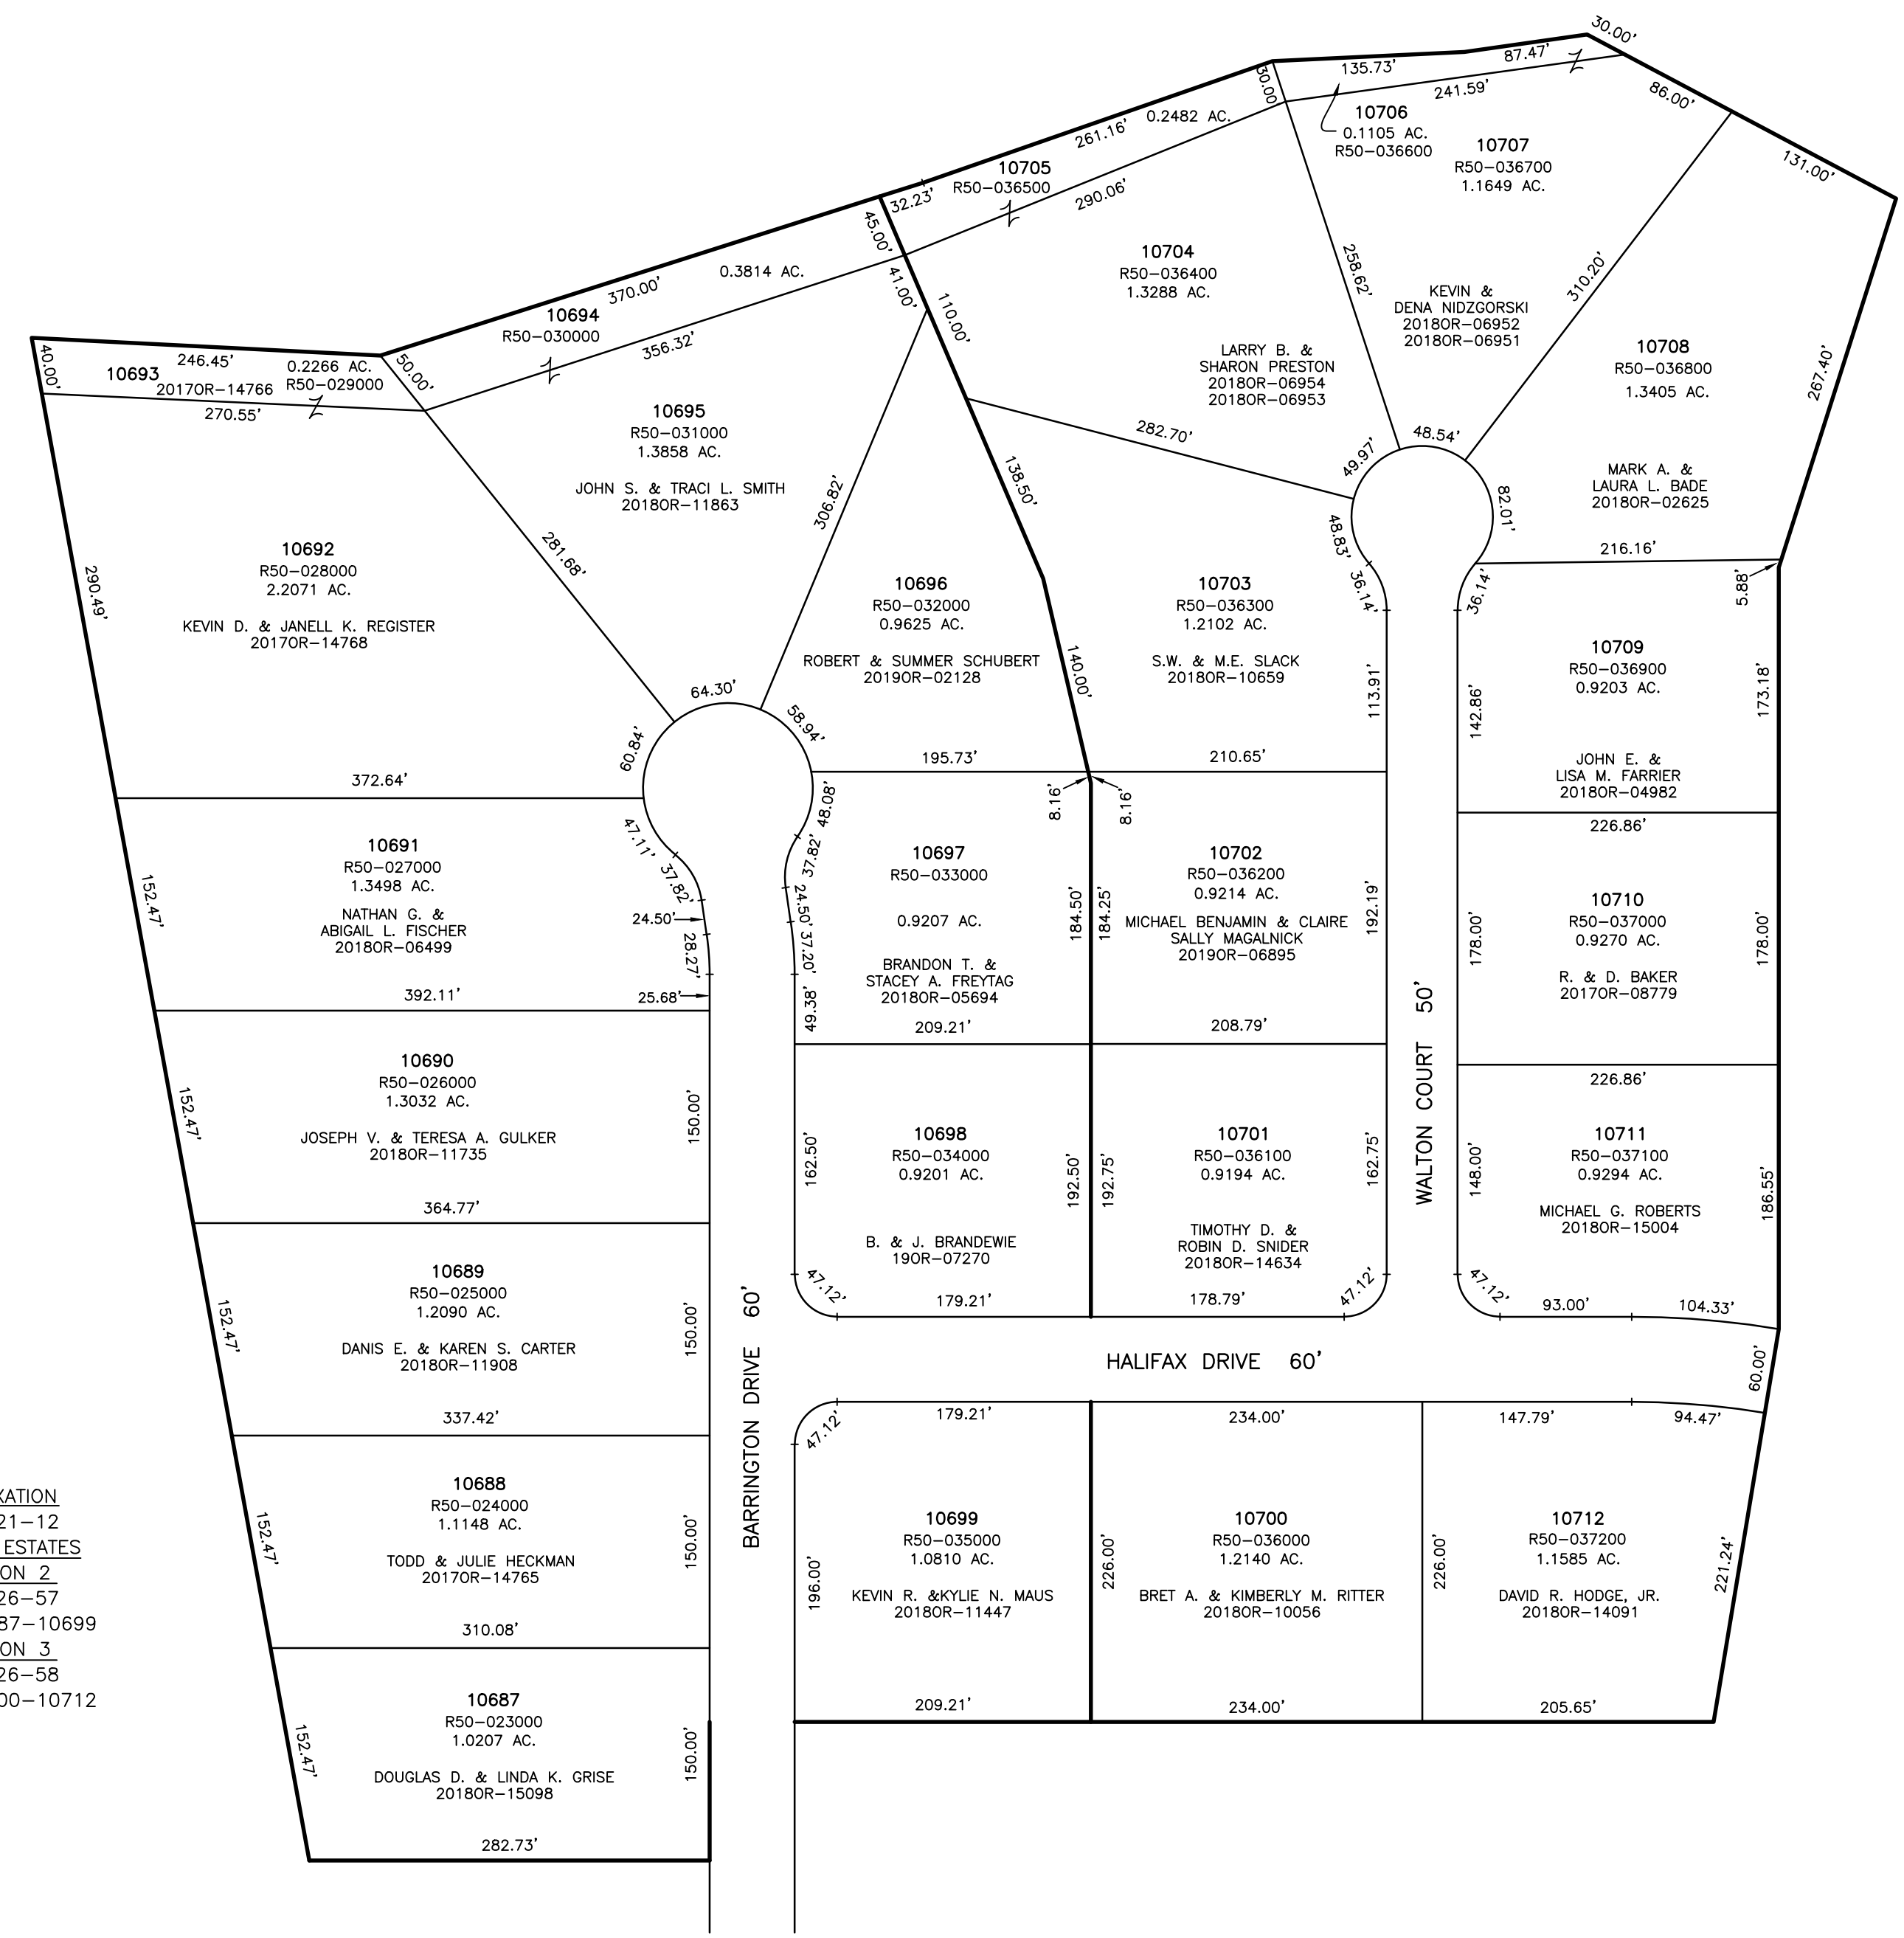 30.00'
87.47'
135.73'
30.00
241.59'
86.00'
10706
0.1105 AC.
R50-036600
10707
R50-036700
1.1649 AC.
131.00'
0.2482 AC.
261.16'
10705
R50-036500
32.23'
290.06'
45.00'
41.00'
110.00'
10704
R50-036400
1.3288 AC.
258.62'
310.20'
KEVIN &
DENA NIDZGORSKI
2018OR-06952
2018OR-06951
LARRY B. &
SHARON PRESTON
2018OR-06954
2018OR-06953
10708
R50-036800
1.3405 AC.
267.40'
MARK A. &
LAURA L. BADE
2018OR-02625
0.3814 AC.
370.00'
10694
R50-030000
356.32'
40.00'
246.45'
0.2266 AC.
10693
2017OR-14766
R50-029000
50.00'
270.55'
10695
R50-031000
1.3858 AC.
JOHN S. & TRACI L. SMITH
2018OR-11863
281.68'
306.82'
138.50'
282.70'
49.97'
48.54'
48.83'
82.01'
36.14'
36.14'
216.16'
5.88'
290.49'
10692
R50-028000
2.2071 AC.
KEVIN D. & JANELL K. REGISTER
2017OR-14768
372.64'
60.84'
64.30'
58.94'
10696
R50-032000
0.9625 AC.
ROBERT & SUMMER SCHUBERT
2019OR-02128
195.73'
140.00'
10703
R50-036300
1.2102 AC.
S.W. & M.E. SLACK
2018OR-10659
113.91'
210.65'
10709
R50-036900
0.9203 AC.
JOHN E. &
LISA M. FARRIER
2018OR-04982
142.86'
173.18'
226.86'
8.16'
8.16'
47.11'
37.82'
24.50'
28.27'
25.68'
48.08'
37.82'
24.50'
37.20'
49.38'
152.47'
10691
R50-027000
1.3498 AC.
NATHAN G. &
ABIGAIL L. FISCHER
2018OR-06499
392.11'
10697
R50-033000
0.9207 AC.
BRANDON T. &
STACEY A. FREYTAG
2018OR-05694
209.21'
184.50'
184.25'
10702
R50-036200
0.9214 AC.
MICHAEL BENJAMIN & CLAIRE
SALLY MAGALNICK
2019OR-06895
192.19'
208.79'
WALTON COURT 50'
178.00'
10710
R50-037000
0.9270 AC.
R. & D. BAKER
2017OR-08779
178.00'
226.86'
152.47'
10690
R50-026000
1.3032 AC.
JOSEPH V. & TERESA A. GULKER
2018OR-11735
150.00'
364.77'
162.50'
10698
R50-034000
0.9201 AC.
B. & J. BRANDEWIE
19OR-07270
47.12'
179.21'
192.50'
192.75'
10701
R50-036100
0.9194 AC.
TIMOTHY D. &
ROBIN D. SNIDER
2018OR-14634
162.75'
178.79'
47.12'
148.00'
10711
R50-037100
0.9294 AC.
MICHAEL G. ROBERTS
2018OR-15004
186.55'
47.12'
93.00'
104.33'
60.00'
152.47'
10689
R50-025000
1.2090 AC.
DANIS E. & KAREN S. CARTER
2018OR-11908
150.00'
337.42'
BARRINGTON DRIVE 60'
HALIFAX DRIVE 60'
47.12'
179.21'
234.00'
147.79'
94.47'
152.47'
10688
R50-024000
1.1148 AC.
TODD & JULIE HECKMAN
2017OR-14765
150.00'
310.08'
196.00'
10699
R50-035000
1.0810 AC.
KEVIN R. &KYLIE N. MAUS
2018OR-11447
209.21'
226.00'
10700
R50-036000
1.2140 AC.
BRET A. & KIMBERLY M. RITTER
2018OR-10056
234.00'
226.00'
10712
R50-037200
1.1585 AC.
DAVID R. HODGE, JR.
2018OR-14091
221.24'
205.65'
152.47'
10687
R50-023000
1.0207 AC.
DOUGLAS D. & LINDA K. GRISE
2018OR-15098
150.00'
282.73'
XATION
21-12
ESTATES
ON 2
26-57
87-10699
ON 3
26-58
00-10712